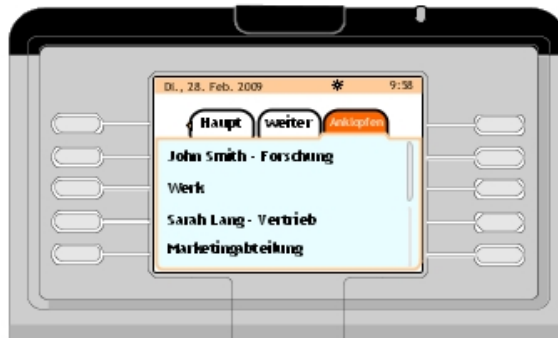 Di., 28. Feb. 2009 9:58
Haupt weiter Anklopfen
John Smith - Forschung
Werk
Sarah Lang - Vertrieb
Marketingabteilung